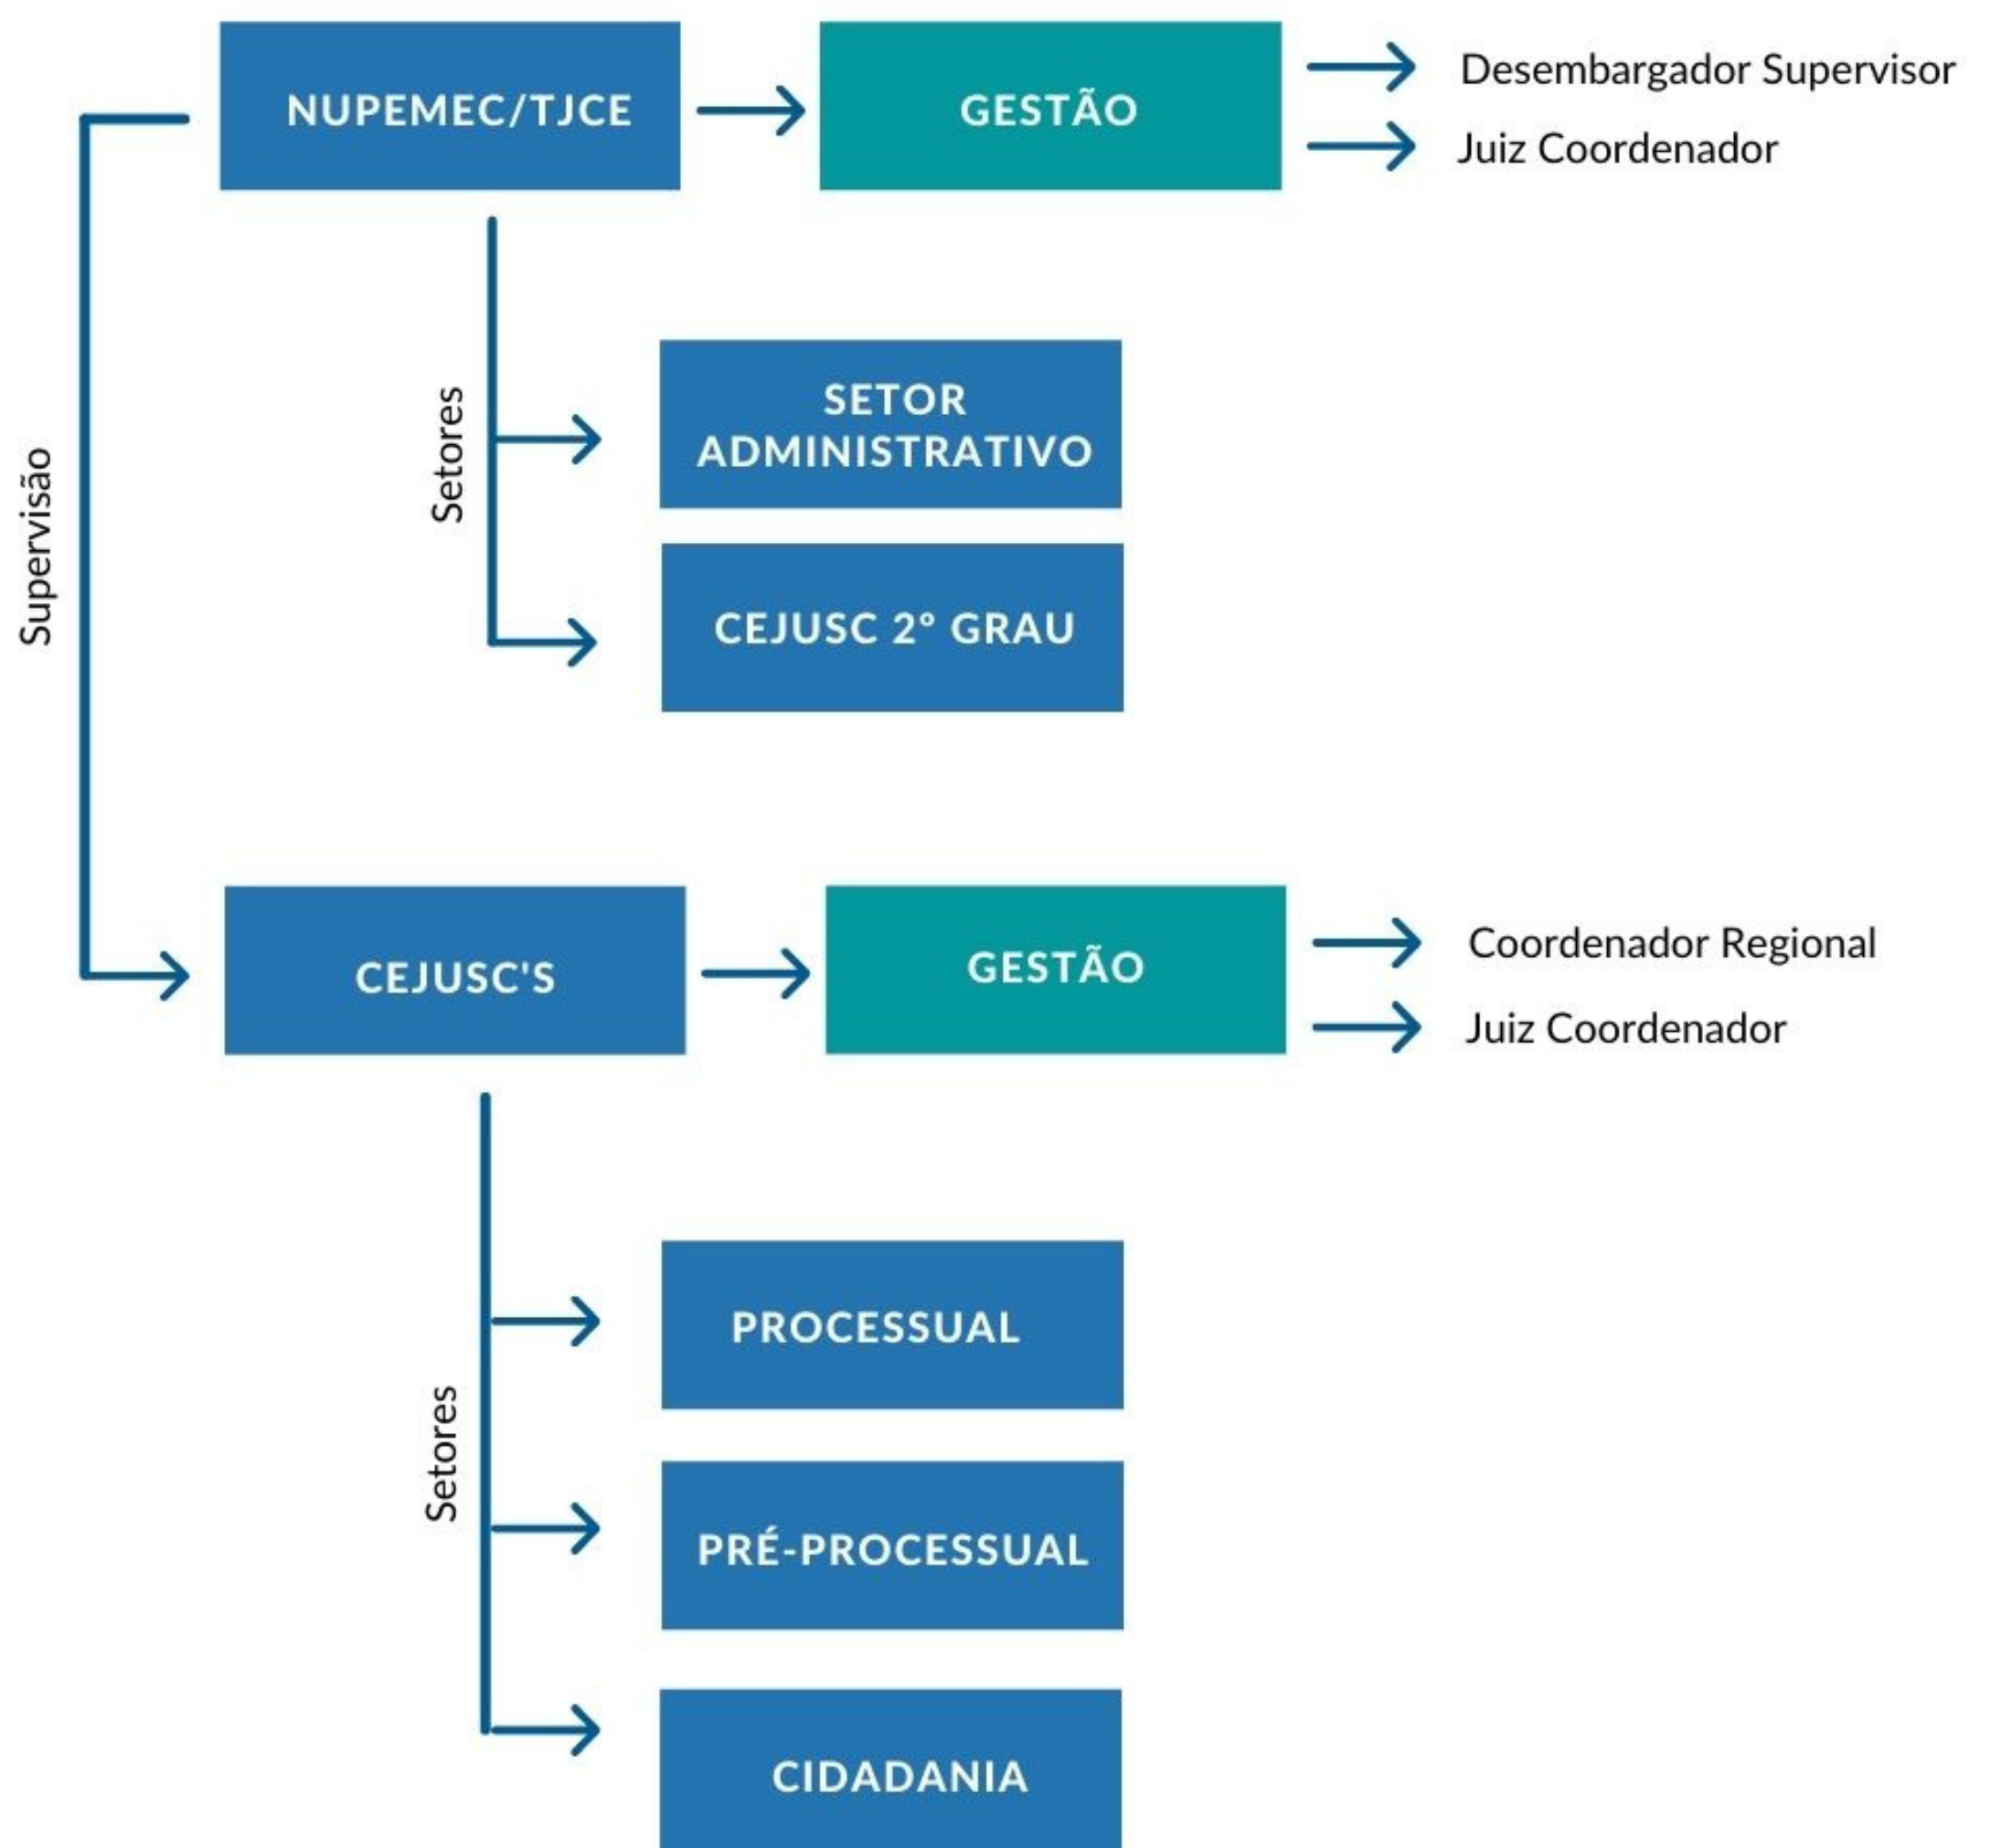 NUPEMEC/TJCE
GESTÃO
Desembargador Supervisor
Juiz Coordenador
Supervisão
Setores
SETOR
ADMINISTRATIVO
CEJUSC 2º GRAU
CEJUSC'S
GESTÃO
Coordenador Regional
Juiz Coordenador
Setores
PROCESSUAL
PRÉ-PROCESSUAL
CIDADANIA